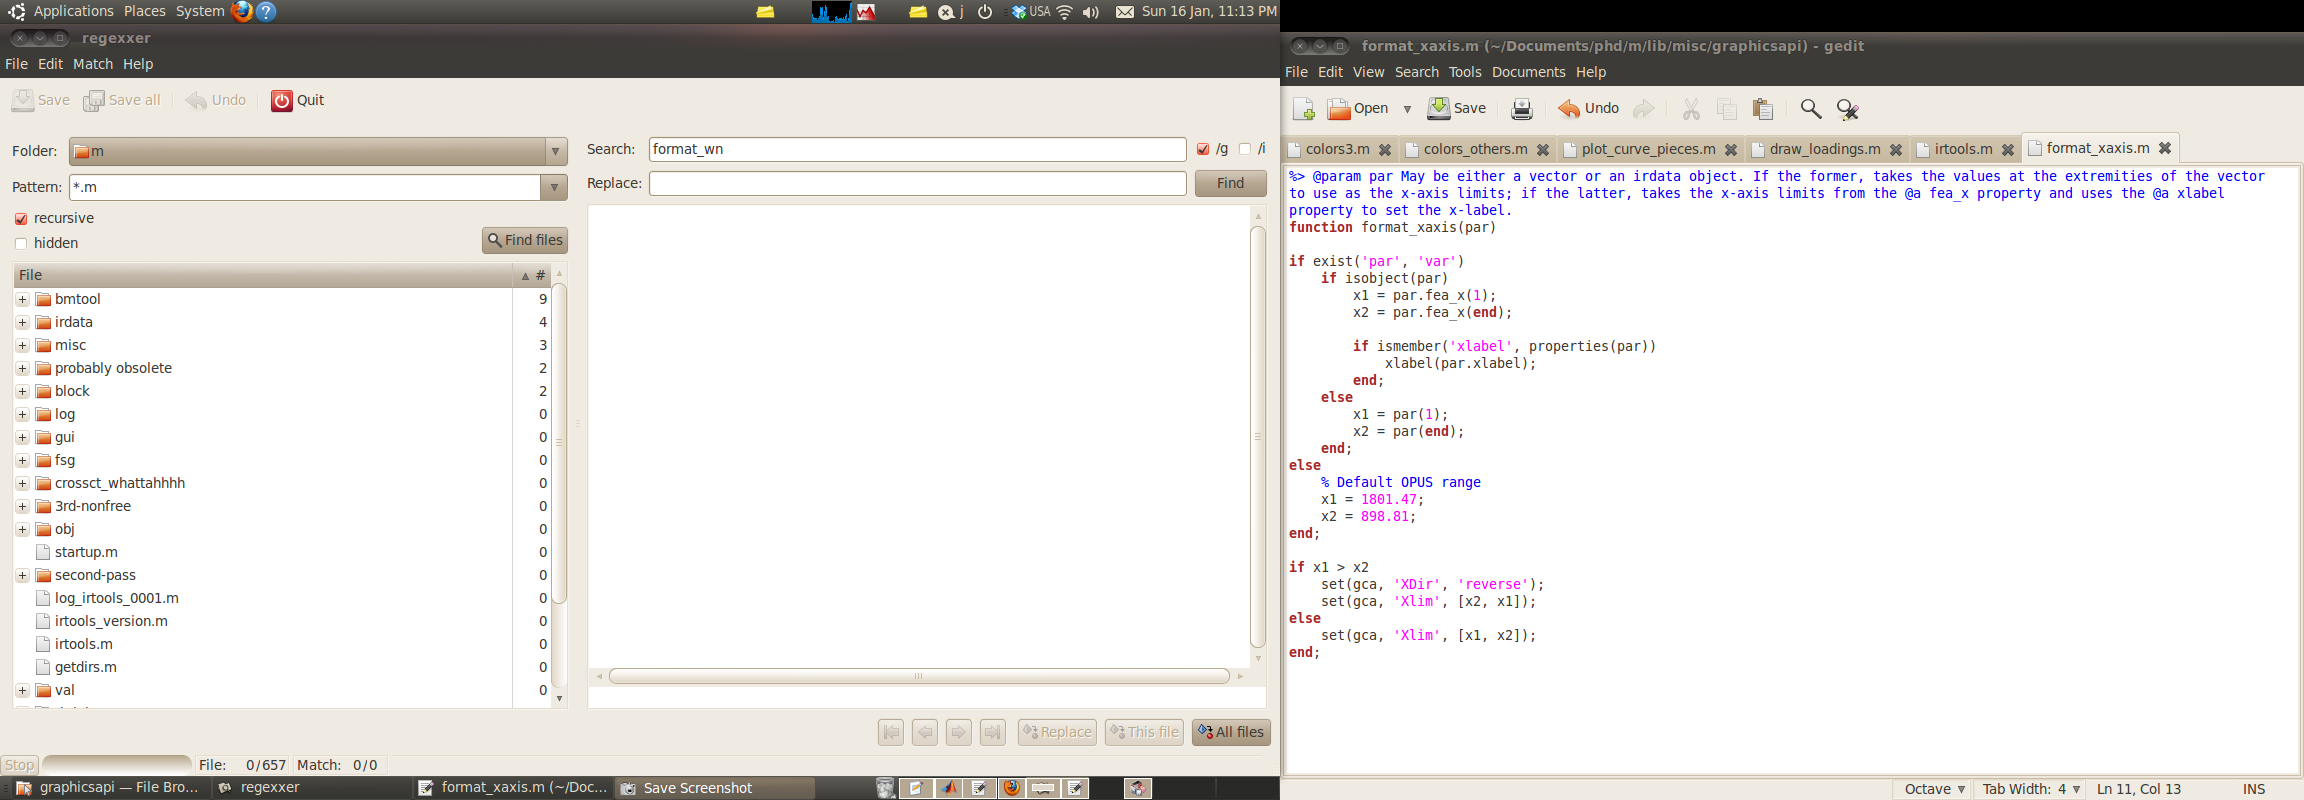 Applications Places System
j
USA
Sun 16 Jan, 11:13 PM
regexxer
File Edit Match Help
Save Save all Undo Quit
Folder: m
Pattern: *.m
recursive
hidden
Find files
Search: format_wn /g /i
Replace: Find
File #
bmtool 9
irdata 4
misc 3
probably obsolete 2
block 2
log 0
gui 0
fsg 0
crossct_whattahhhh 0
3rd-nonfree 0
obj 0
startup.m 0
second-pass 0
log_irtools_0001.m 0
irtools_version.m 0
irtools.m 0
getdirs.m 0
val 0
Replace This file All files
Stop File: 0/657 Match: 0/0
graphicsapi — File Bro... regexxer format_xaxis.m (~/Doc... Save Screenshot
format_xaxis.m (~/Documents/phd/m/lib/misc/graphicsapi) - gedit
File Edit View Search Tools Documents Help
Open Save Undo
colors3.m colors_others.m plot_curve_pieces.m draw_loadings.m irtools.m format_xaxis.m
%> @param par May be either a vector or an irdata object. If the former, takes the values at the extremities of the vector
to use as the x-axis limits; if the latter, takes the x-axis limits from the @a fea_x property and uses the @a xlabel
property to set the x-label.
function format_xaxis(par)
if exist('par', 'var')
if isobject(par)
x1 = par.fea_x(1);
x2 = par.fea_x(end);
if ismember('xlabel', properties(par))
xlabel(par.xlabel);
end;
else
x1 = par(1);
x2 = par(end);
end;
else
% Default OPUS range
x1 = 1801.47;
x2 = 898.81;
end;
if x1 > x2
set(gca, 'XDir', 'reverse');
set(gca, 'Xlim', [x2, x1]);
else
set(gca, 'Xlim', [x1, x2]);
end;
Octave Tab Width: 4 Ln 11, Col 13 INS